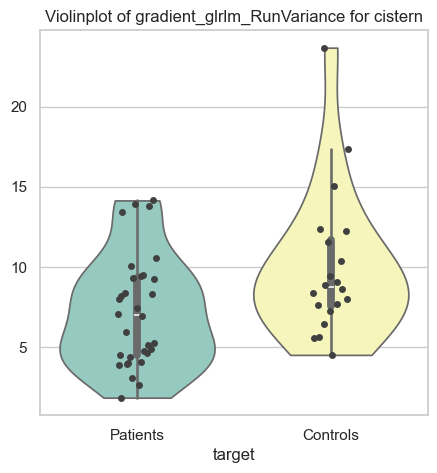 Violinplot of gradient_glrlm_RunVariance for cistern
20
15
10
5
Patients
Controls
target